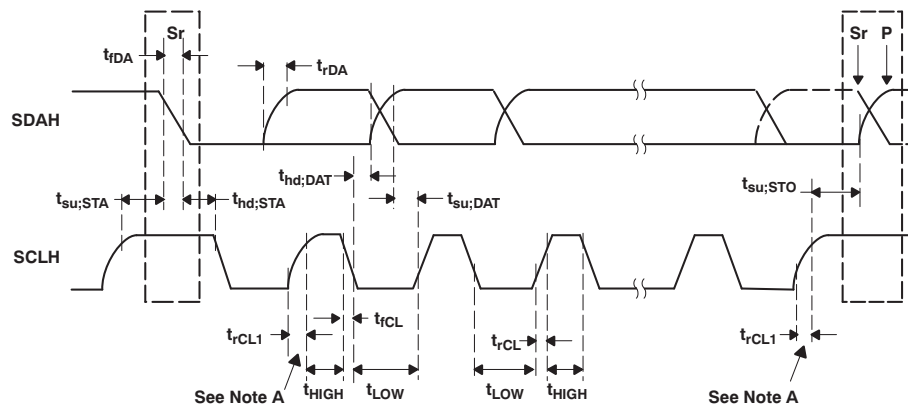 Sr
Sr P
tfDA
trDA
SDAH
thd;DAT
tsu;STA
thd;STA
tsu;DAT
tsu;STO
SCLH
tfCL
trCL1
trCL
trCL1
See Note A
tHIGH
tLOW
tLOW
tHIGH
See Note A